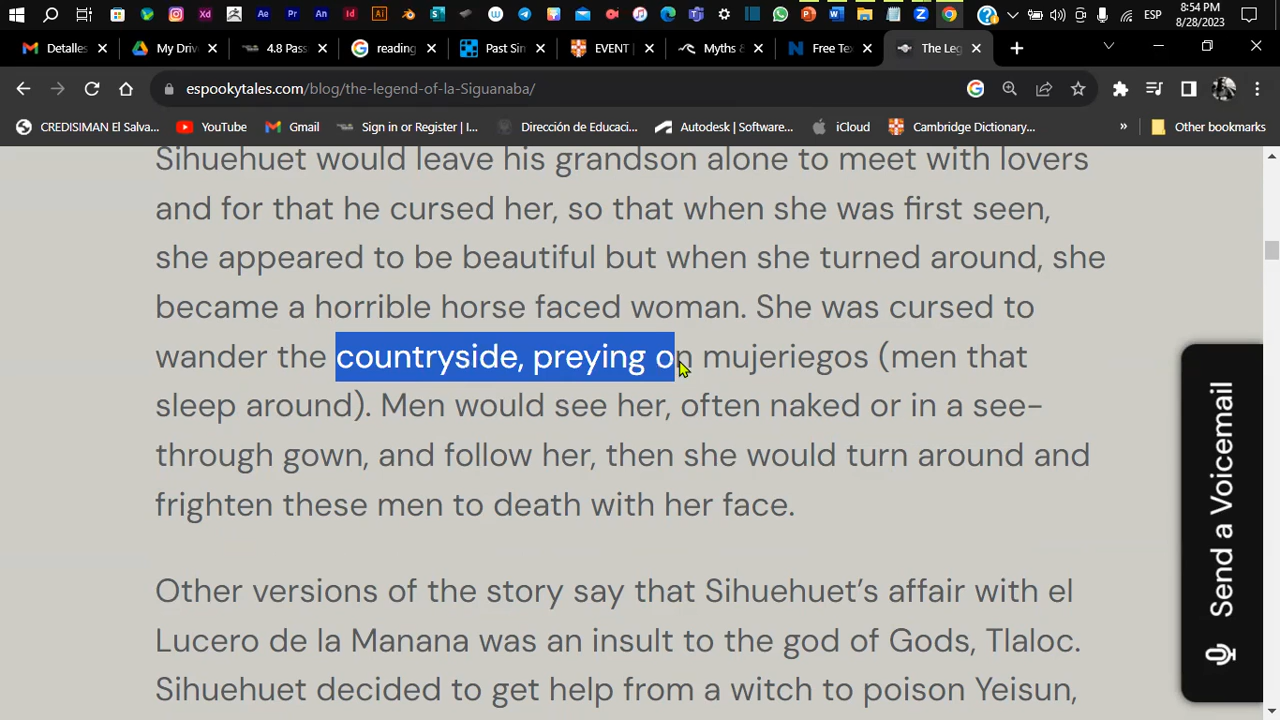 8:54 PM
ESP
8/28/2023
Detalles
My Driv
4.8 Pass
reading
Past Sin
EVENT |
Myths &
Free Te
The Leg
espookytales.com/blog/the-legend-of-la-Siguanaba/
CREDISIMAN El Salva...
YouTube
Gmail
Sign in or Register | I...
Dirección de Educaci...
Autodesk | Software...
iCloud
Cambridge Dictionary...
»
Other bookmarks
Sihuehuet would leave his grandson alone to meet with lovers
and for that he cursed her, so that when she was first seen,
she appeared to be beautiful but when she turned around, she
became a horrible horse faced woman. She was cursed to
wander the countryside, preying on mujeriegos (men that
sleep around). Men would see her, often naked or in a see-
through gown, and follow her, then she would turn around and
frighten these men to death with her face.
Other versions of the story say that Sihuehuet’s affair with el
Lucero de la Manana was an insult to the god of Gods, Tlaloc.
Sihuehuet decided to get help from a witch to poison Yeisun,
Send a Voicemail